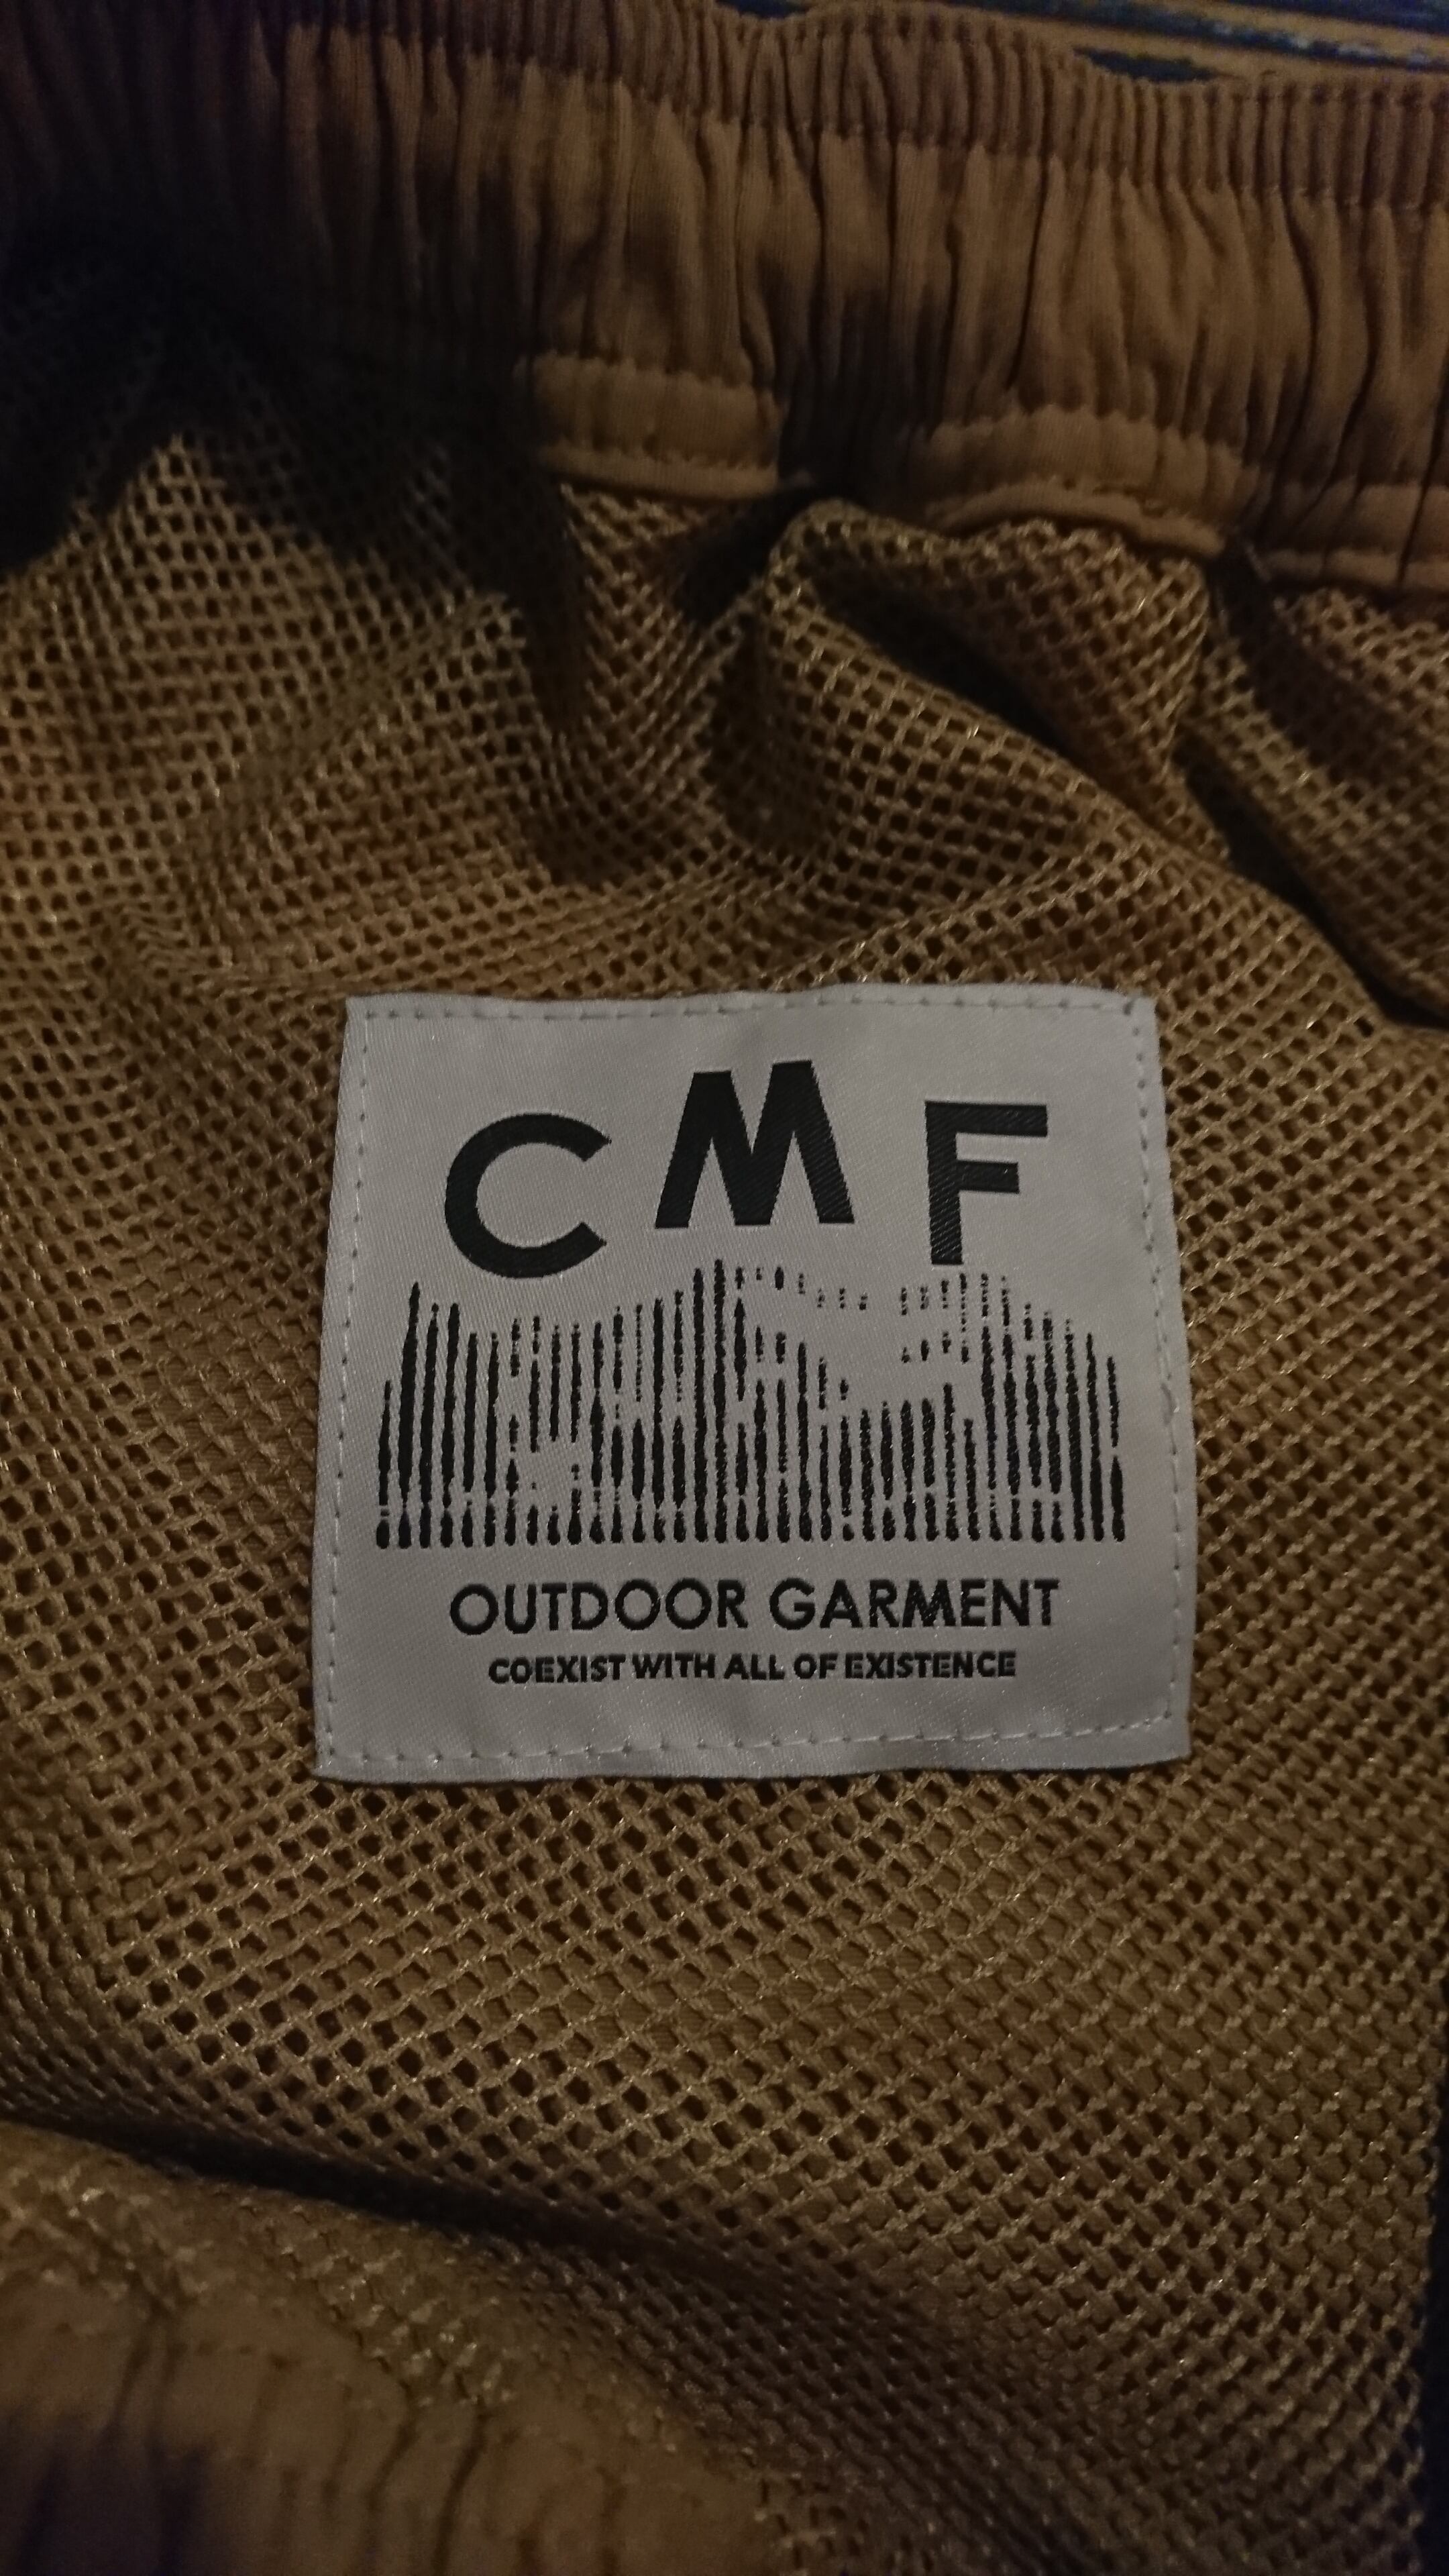 CMF
OUTDOOR GARMENT
COEXIST WITH ALL OF EXISTENCE